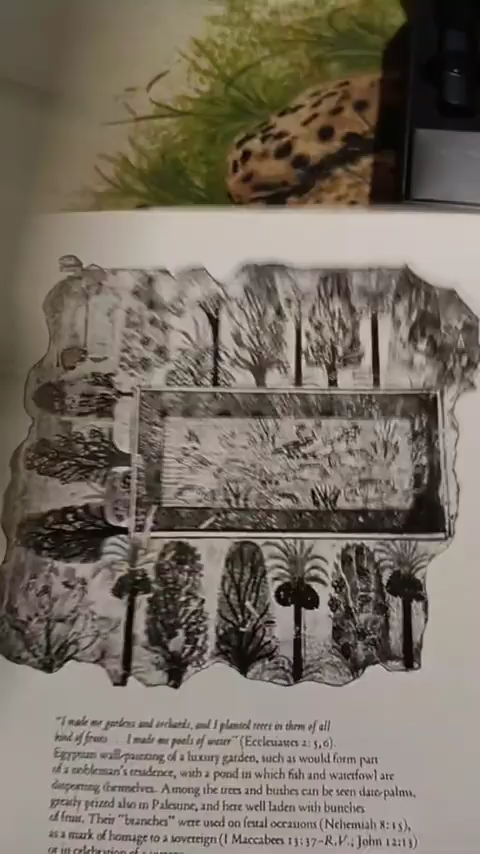 "I made me gardens and orchards, and I planted trees in them of all
kind of fruits . . . I made me pools of water" (Ecclesiastes 2: 5, 6).
Egyptian wall-painting of a luxury garden, such as would form part
of a nobleman's residence, with a pond in which fish and waterfowl are
disporting themselves. Among the trees and bushes can be seen date-palms,
greatly prized also in Palestine, and here well laden with bunches
of fruit. Their "branches" were used on festal occasions (Nehemiah 8: 15),
as a mark of homage to a sovereign (I Maccabees 13: 37–R.V.; John 12:13)
or in celebration of a